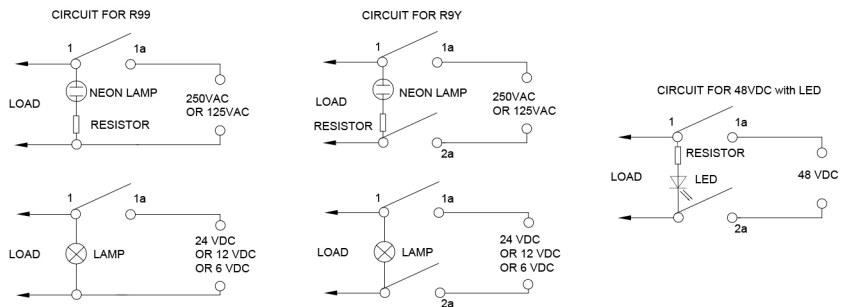 CIRCUIT FOR R99
1
1a
LOAD
NEON LAMP
RESISTOR
250VAC
OR 125VAC
1
1a
LOAD
LAMP
24 VDC
OR 12 VDC
OR 6 VDC
CIRCUIT FOR R9Y
1
1a
LOAD
NEON LAMP
RESISTOR
2a
250VAC
OR 125VAC
1
1a
LOAD
LAMP
2a
24 VDC
OR 12 VDC
OR 6 VDC
CIRCUIT FOR 48VDC with LED
1
1a
RESISTOR
LOAD
LED
2a
48 VDC